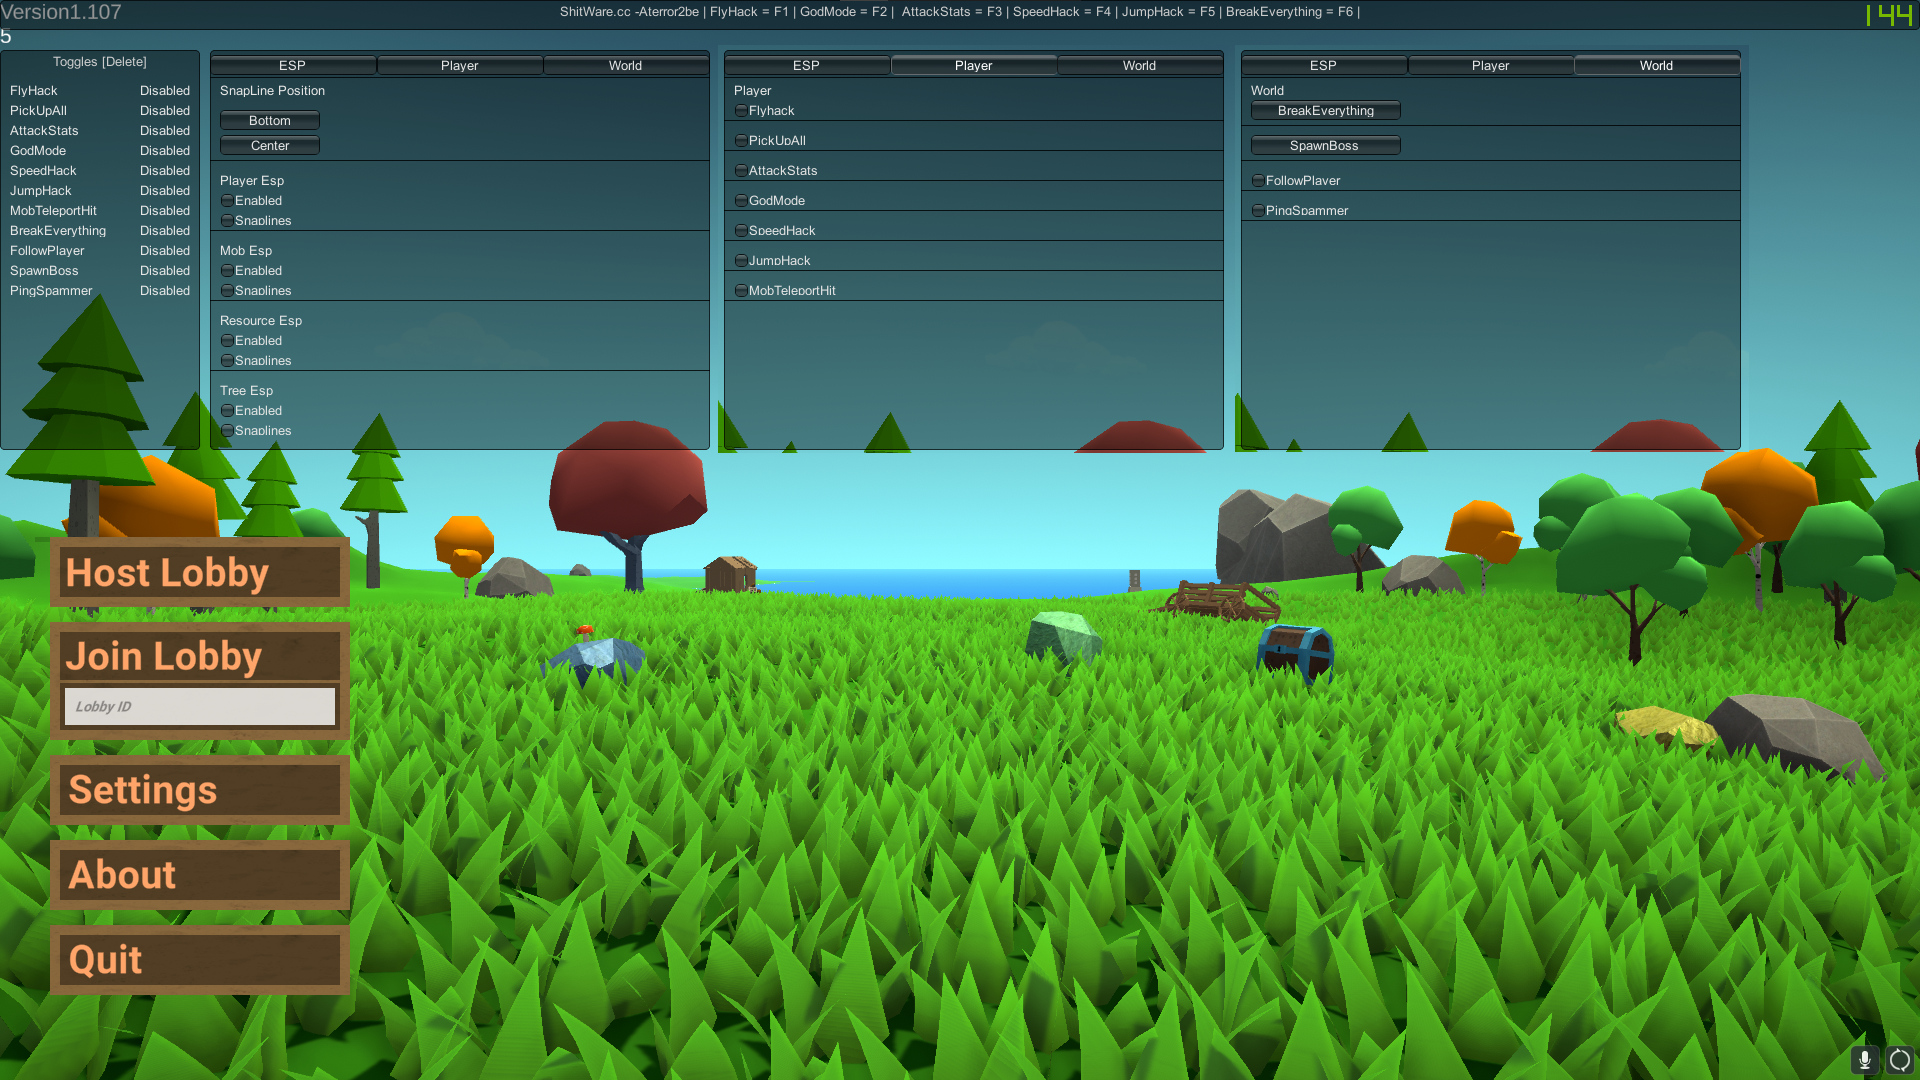 Version1.107
ShitWare.cc -Aterror2be | FlyHack = F1 | GodMode = F2 | AttackStats = F3 | SpeedHack = F4 | JumpHack = F5 | BreakEverything = F6 |
144
5
Toggles [Delete]
FlyHack Disabled
PickUpAll Disabled
AttackStats Disabled
GodMode Disabled
SpeedHack Disabled
JumpHack Disabled
MobTeleportHit Disabled
BreakEverything Disabled
FollowPlayer Disabled
SpawnBoss Disabled
PingSpammer Disabled
ESP Player World
SnapLine Position
Bottom
Center
Player Esp
Enabled
Snaplines
Mob Esp
Enabled
Snaplines
Resource Esp
Enabled
Snaplines
Tree Esp
Enabled
Snaplines
ESP Player World
Player
Flyhack
PickUpAll
AttackStats
GodMode
SpeedHack
JumpHack
MobTeleportHit
ESP Player World
World
BreakEverything
SpawnBoss
FollowPlayer
PingSpammer
Host Lobby
Join Lobby
Lobby ID
Settings
About
Quit